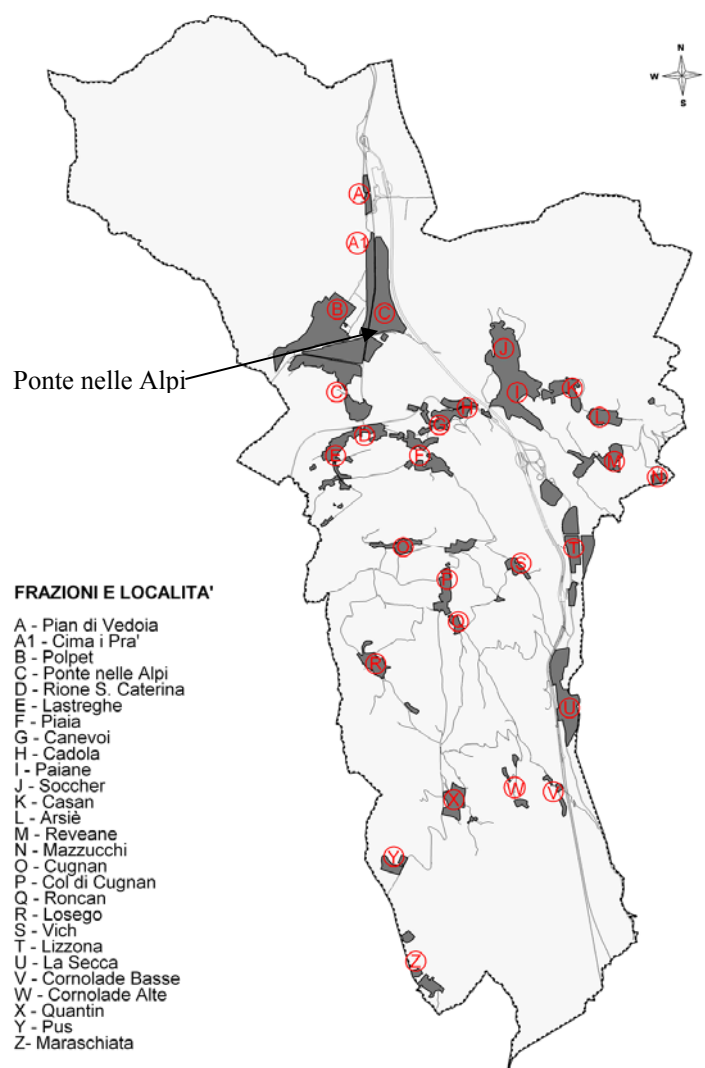 N
W E
S
A
A1
B
C
J
Ponte nelle Alpi
C
I
K
H
L
G
D
E
F
M
N
O
T
S
P
FRAZIONI E LOCALITA'
A - Pian di Vedoia
A1 - Cima i Pra'
B - Polpet
C - Ponte nelle Alpi
D - Rione S. Caterina
E - Lastreghe
F - Piaia
G - Canevoi
H - Cadola
I - Paiane
J - Soccher
K - Casan
L - Arsiè
M - Reveane
N - Mazzucchi
O - Cugnan
P - Col di Cugnan
Q - Roncan
R - Losego
S - Vich
T - Lizzona
U - La Secca
V - Cornolade Basse
W - Cornolade Alte
X - Quantin
Y - Pus
Z- Maraschiata
Q
R
U
W
V
X
Y
Z